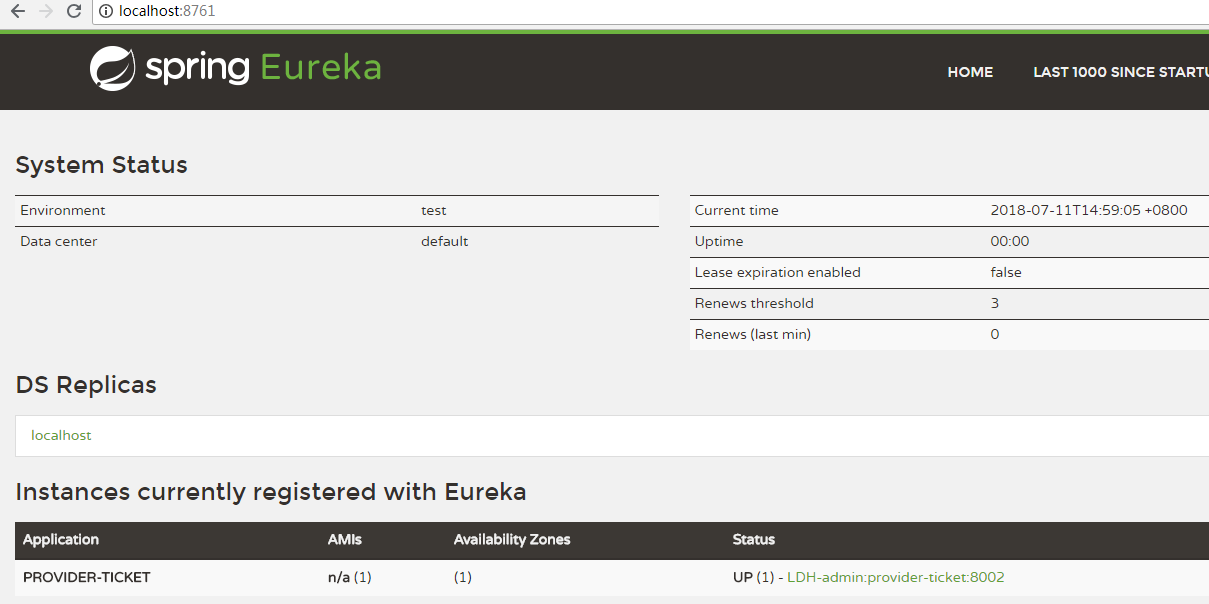 localhost:8761
spring Eureka
HOME LAST 1000 SINCE STARTU
System Status
Environment test
Data center default
Current time 2018-07-11T14:59:05 +0800
Uptime 00:00
Lease expiration enabled false
Renews threshold 3
Renews (last min) 0
DS Replicas
localhost
Instances currently registered with Eureka
Application AMIs Availability Zones Status
PROVIDER-TICKET n/a (1) (1) UP (1) - LDH-admin:provider-ticket:8002